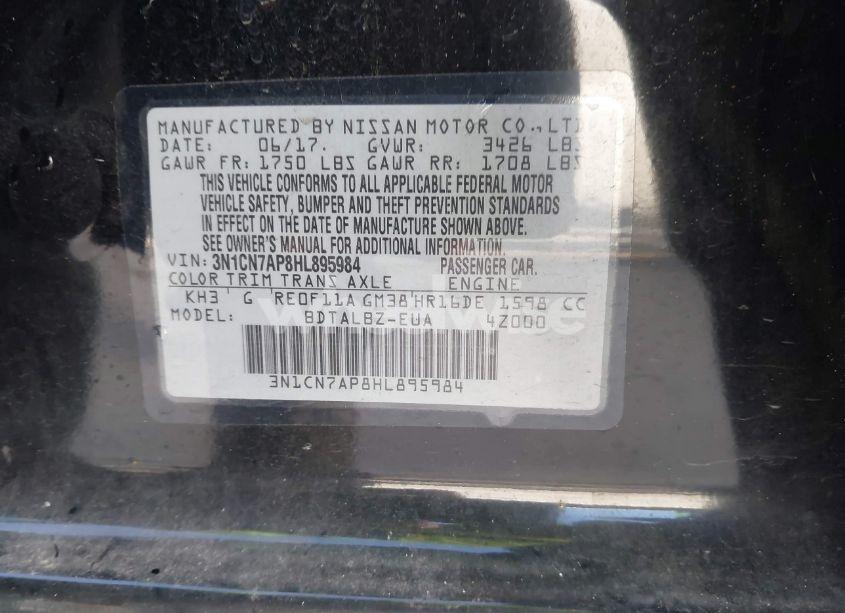 MANUFACTURED BY NISSAN MOTOR CO., LT
DATE: 06/17. GVWR: 3426 LBS
GAWR FR: 1750 LBS GAWR RR: 1708 LBS
THIS VEHICLE CONFORMS TO ALL APPLICABLE FEDERAL MOTOR
VEHICLE SAFETY, BUMPER AND THEFT PREVENTION STANDARDS
IN EFFECT ON THE DATE OF MANUFACTURE SHOWN ABOVE.
SEE OWNER'S MANUAL FOR ADDITIONAL INFORMATION.
VIN: 3N1CN7AP8HL895984 PASSENGER CAR.
COLOR TRIM TRANS AXLE ENGINE
KH3 G RE0F11A GM38 HR16DE 1598 CC
MODEL: BDTALBZ-EUA 4Z000
3N1CN7AP8HL895984